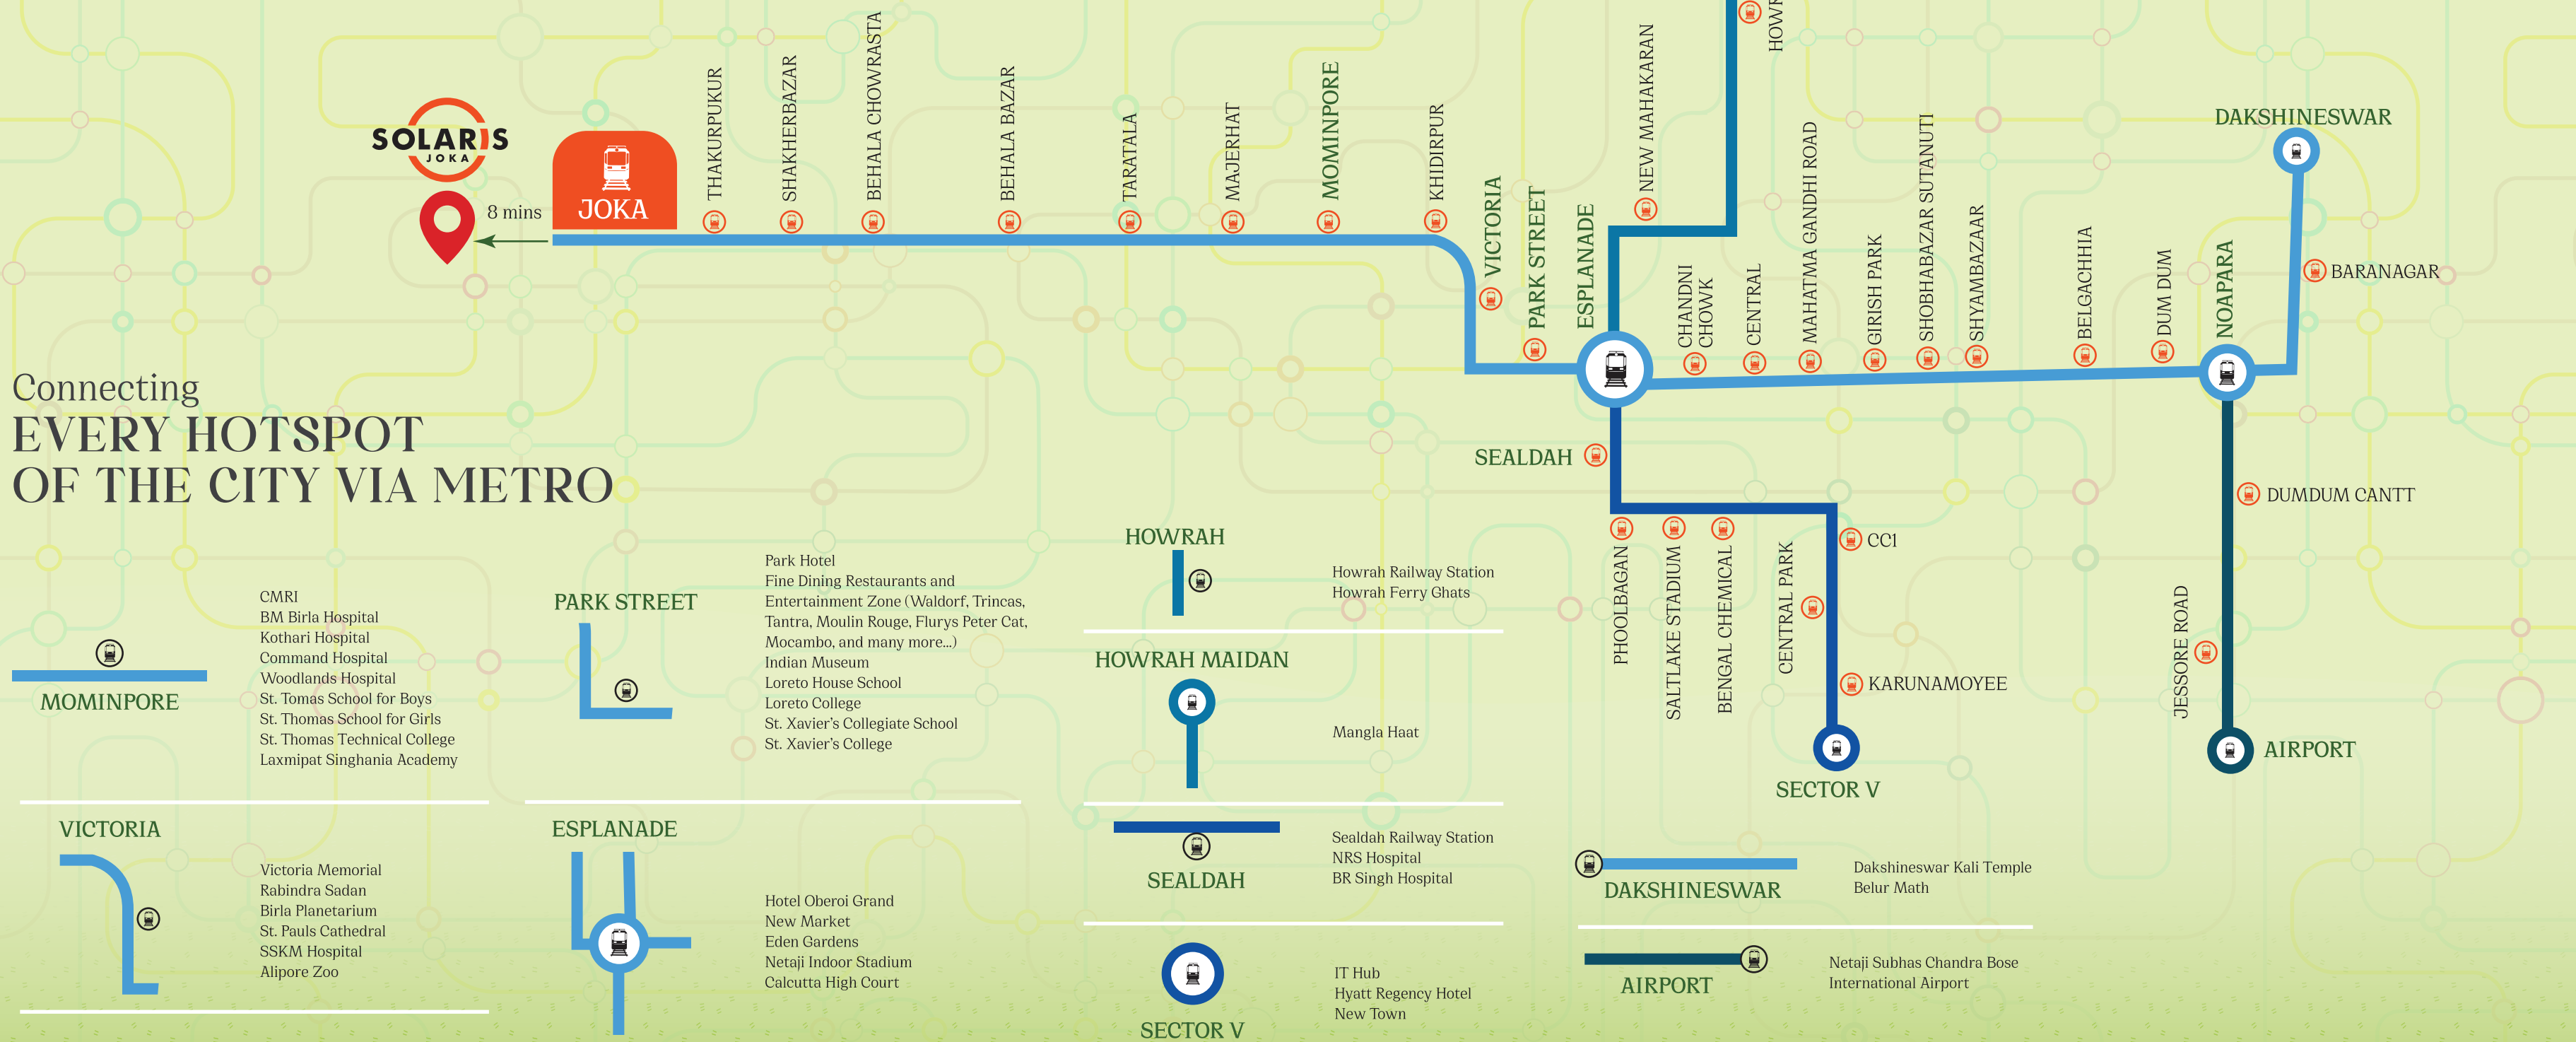 SOLARIS
JOKA
8 mins
JOKA
THAKURPUKUR
SHAKHERBAZAR
BEHALA CHOWRASTA
BEHALA BAZAR
TARATALA
MAJERHAT
MOMINPORE
KHIDIRPUR
VICTORIA
PARK STREET
ESPLANADE
NEW MAHAKARAN
CHANDNI
CHOWK
CENTRAL
MAHATMA GANDHI ROAD
GIRISH PARK
SHOBHABAZAR SUTANUTI
SHYAMBAZAAR
BELGACHHIA
DUM DUM
NOAPARA
DAKSHINESWAR
BARANAGAR
DUMDUM CANTT
JESSORE ROAD
AIRPORT
SEALDAH
PHOOLBAGAN
SALTLAKE STADIUM
BENGAL CHEMICAL
CENTRAL PARK
CC1
KARUNAMOYEE
SECTOR V
Connecting
EVERY HOTSPOT
OF THE CITY VIA METRO
MOMINPORE
CMRI
BM Birla Hospital
Kothari Hospital
Command Hospital
Woodlands Hospital
St. Tomas School for Boys
St. Thomas School for Girls
St. Thomas Technical College
Laxmipat Singhania Academy
VICTORIA
Victoria Memorial
Rabindra Sadan
Birla Planetarium
St. Pauls Cathedral
SSKM Hospital
Alipore Zoo
PARK STREET
Park Hotel
Fine Dining Restaurants and
Entertainment Zone (Waldorf, Trincas,
Tantra, Moulin Rouge, Flurys Peter Cat,
Mocambo, and many more...)
Indian Museum
Loreto House School
Loreto College
St. Xavier's Collegiate School
St. Xavier's College
ESPLANADE
Hotel Oberoi Grand
New Market
Eden Gardens
Netaji Indoor Stadium
Calcutta High Court
HOWRAH
Howrah Railway Station
Howrah Ferry Ghats
HOWRAH MAIDAN
Mangla Haat
SEALDAH
Sealdah Railway Station
NRS Hospital
BR Singh Hospital
SECTOR V
IT Hub
Hyatt Regency Hotel
New Town
DAKSHINESWAR
Dakshineswar Kali Temple
Belur Math
AIRPORT
Netaji Subhas Chandra Bose
International Airport